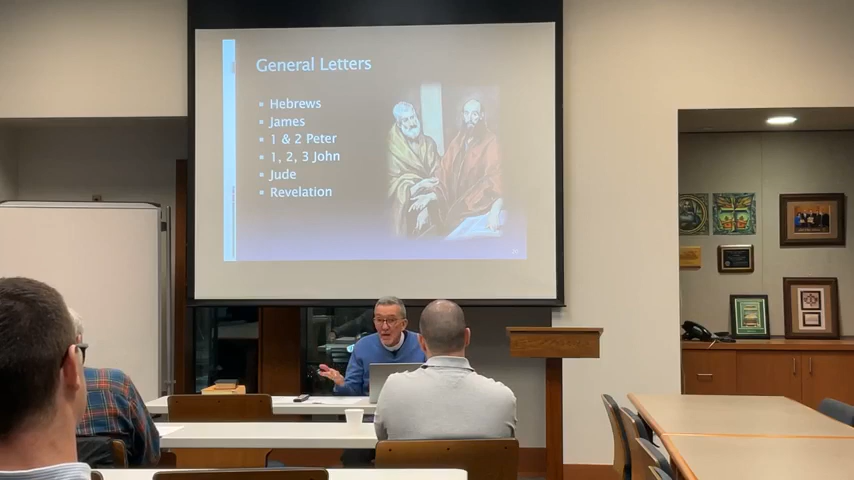 General Letters
Hebrews
James
1 & 2 Peter
1, 2, 3 John
Jude
Revelation